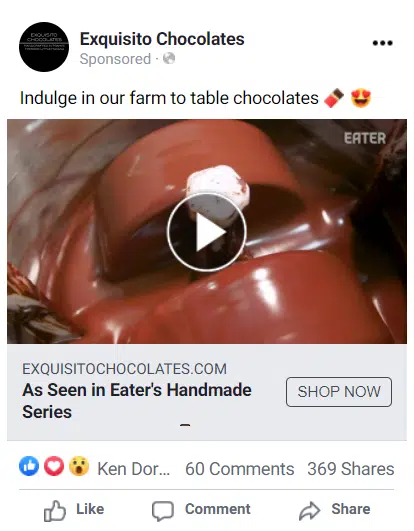 EXQUISITO
CHOCOLATES
Exquisito Chocolates
Sponsored ·
Indulge in our farm to table chocolates 🍫 😍
EATER
EXQUISITOCHOCOLATES.COM
As Seen in Eater's Handmade
Series
SHOP NOW
Ken Dor... 60 Comments 369 Shares
Like Comment Share